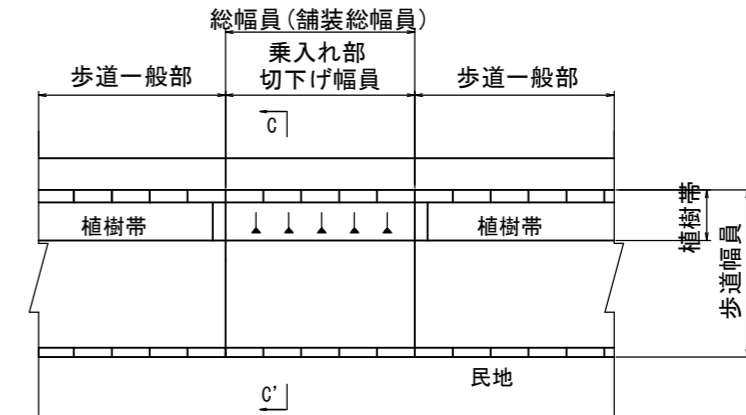 総幅員(舗装総幅員)
歩道一般部
乗入れ部
切下げ幅員
歩道一般部
C
植樹帯
植樹帯
植樹帯
歩道幅員
民地
C'